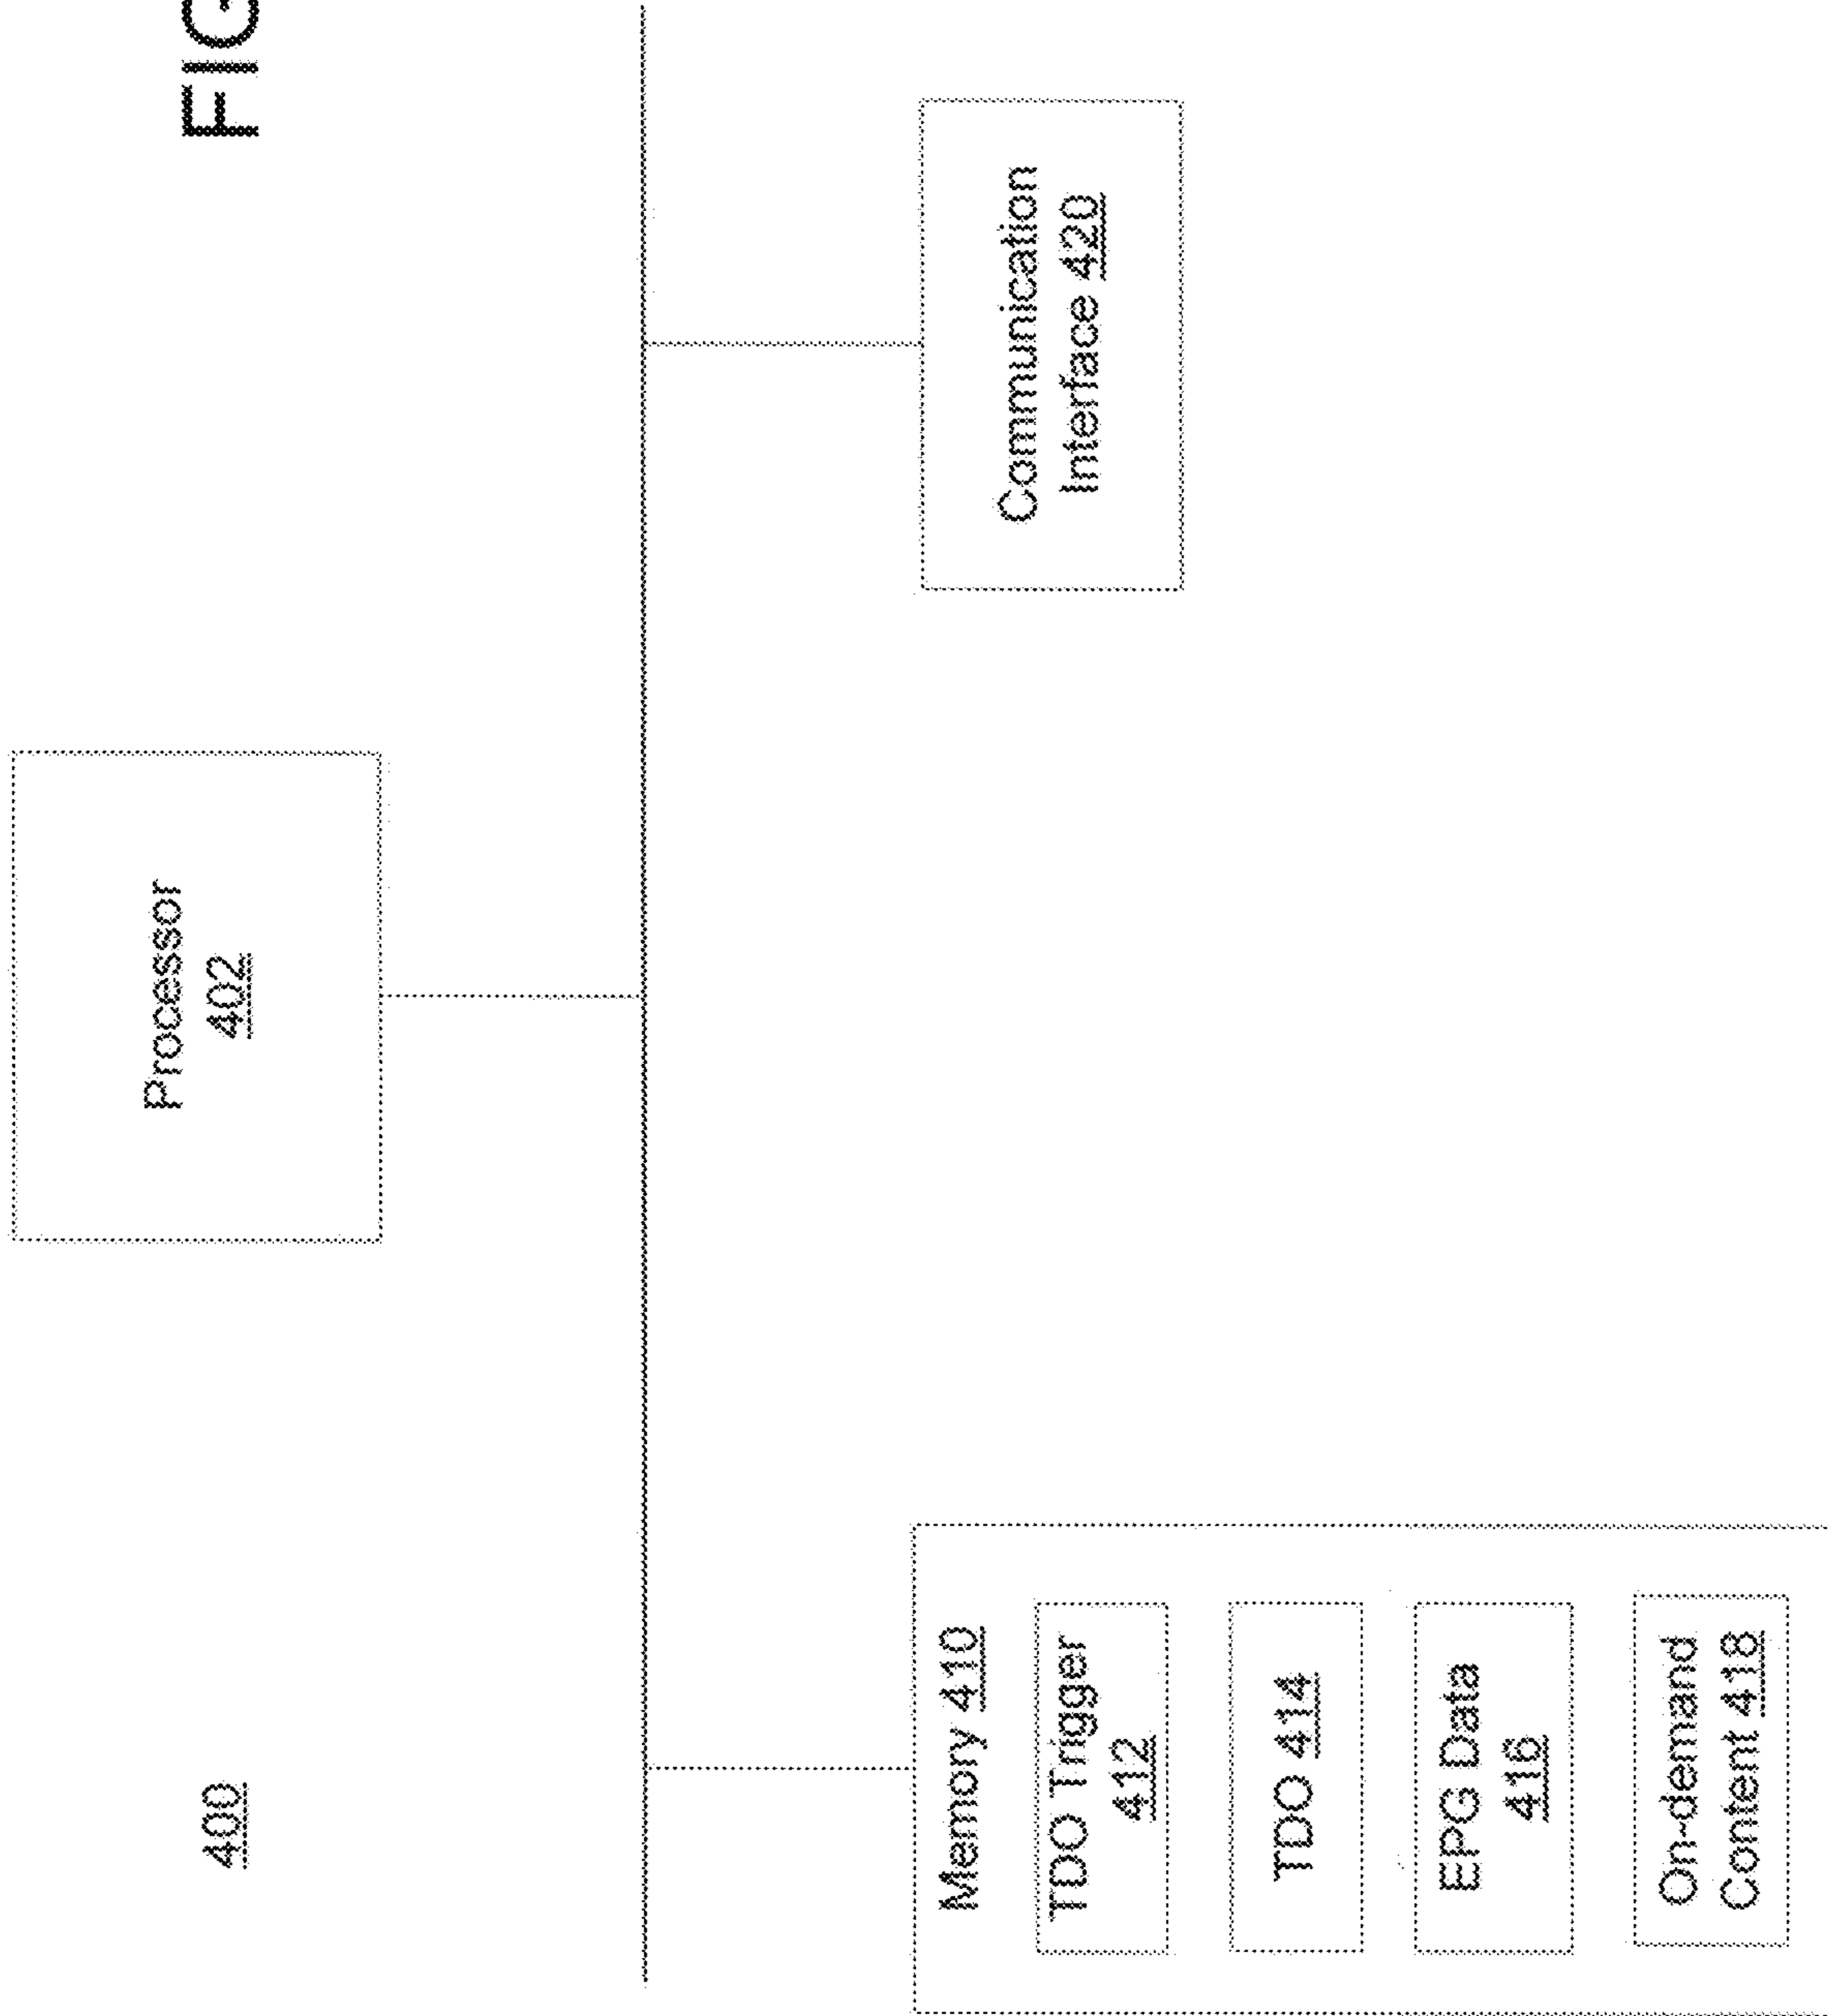 FIG
400
Processor
402
Memory 410
TDO Trigger
412
TDO 414
EPG Data
416
On-demand
Content 418
Communication
Interface 420